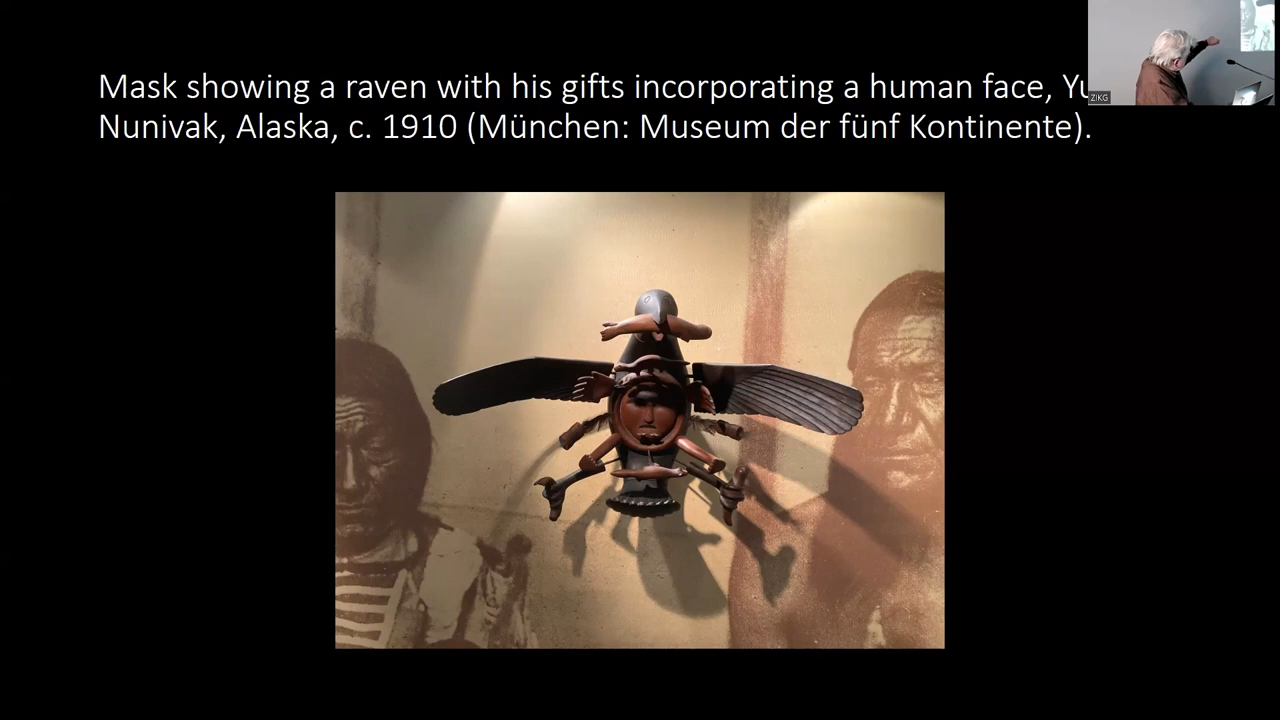 Mask showing a raven with his gifts incorporating a human face,
Nunivak, Alaska, c. 1910 (München: Museum der fünf Kontinente).
ZIKG